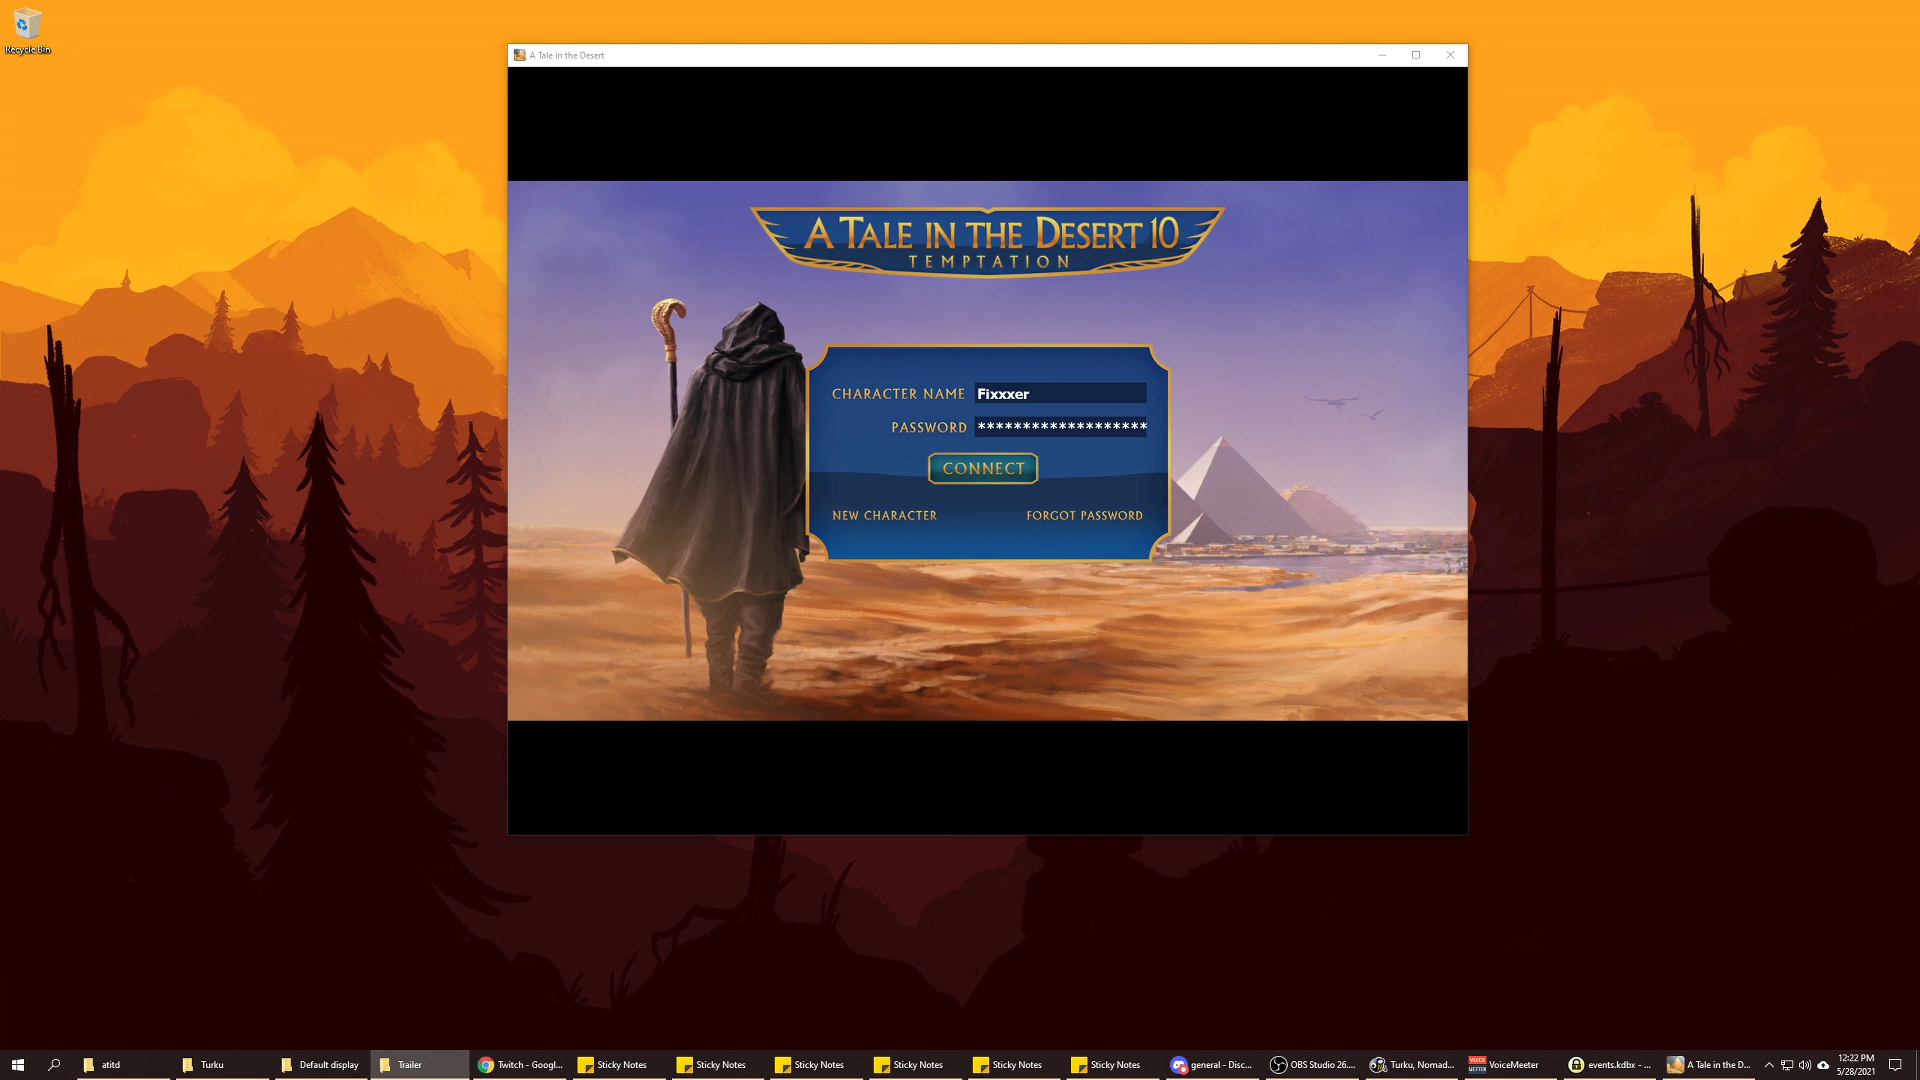 Recycle Bin
A Tale in the Desert
A TALE IN THE DESERT 10
TEMPTATION
CHARACTER NAME Fixxxer
PASSWORD *******************
CONNECT
NEW CHARACTER FORGOT PASSWORD
atitd
Turku
Default display
Trailer
Twitch - Googl...
Sticky Notes
Sticky Notes
Sticky Notes
Sticky Notes
Sticky Notes
Sticky Notes
general - Disc...
OBS Studio 26....
Turku, Nomad...
VOICE MEETER
VoiceMeeter
events.kdbx - ...
A Tale in the D...
12:22 PM
5/28/2021